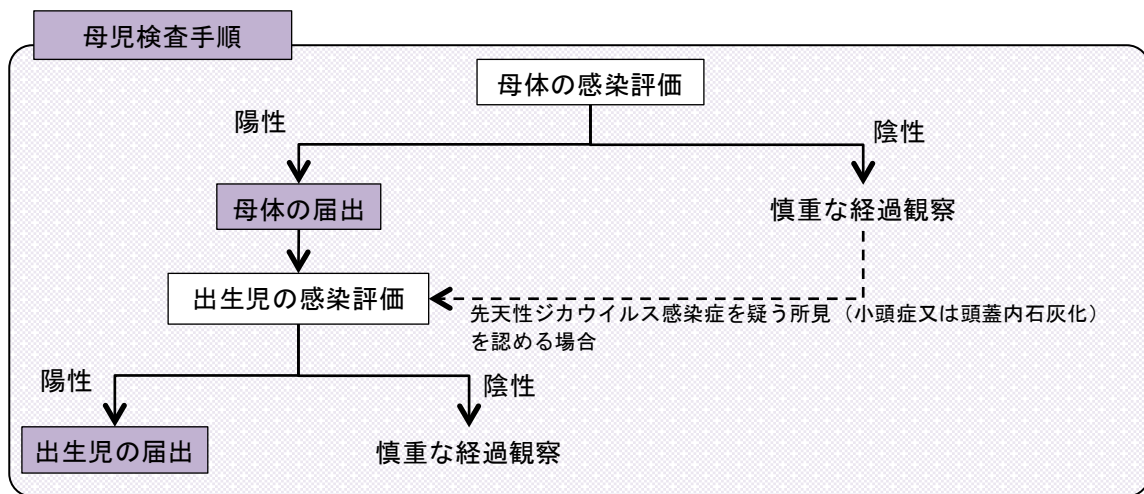 母児検査手順
母体の感染評価
陽性
陰性
母体の届出
慎重な経過観察
出生児の感染評価
先天性ジカウイルス感染症を疑う所見（小頭症又は頭蓋内石灰化）
を認める場合
陽性
陰性
出生児の届出
慎重な経過観察